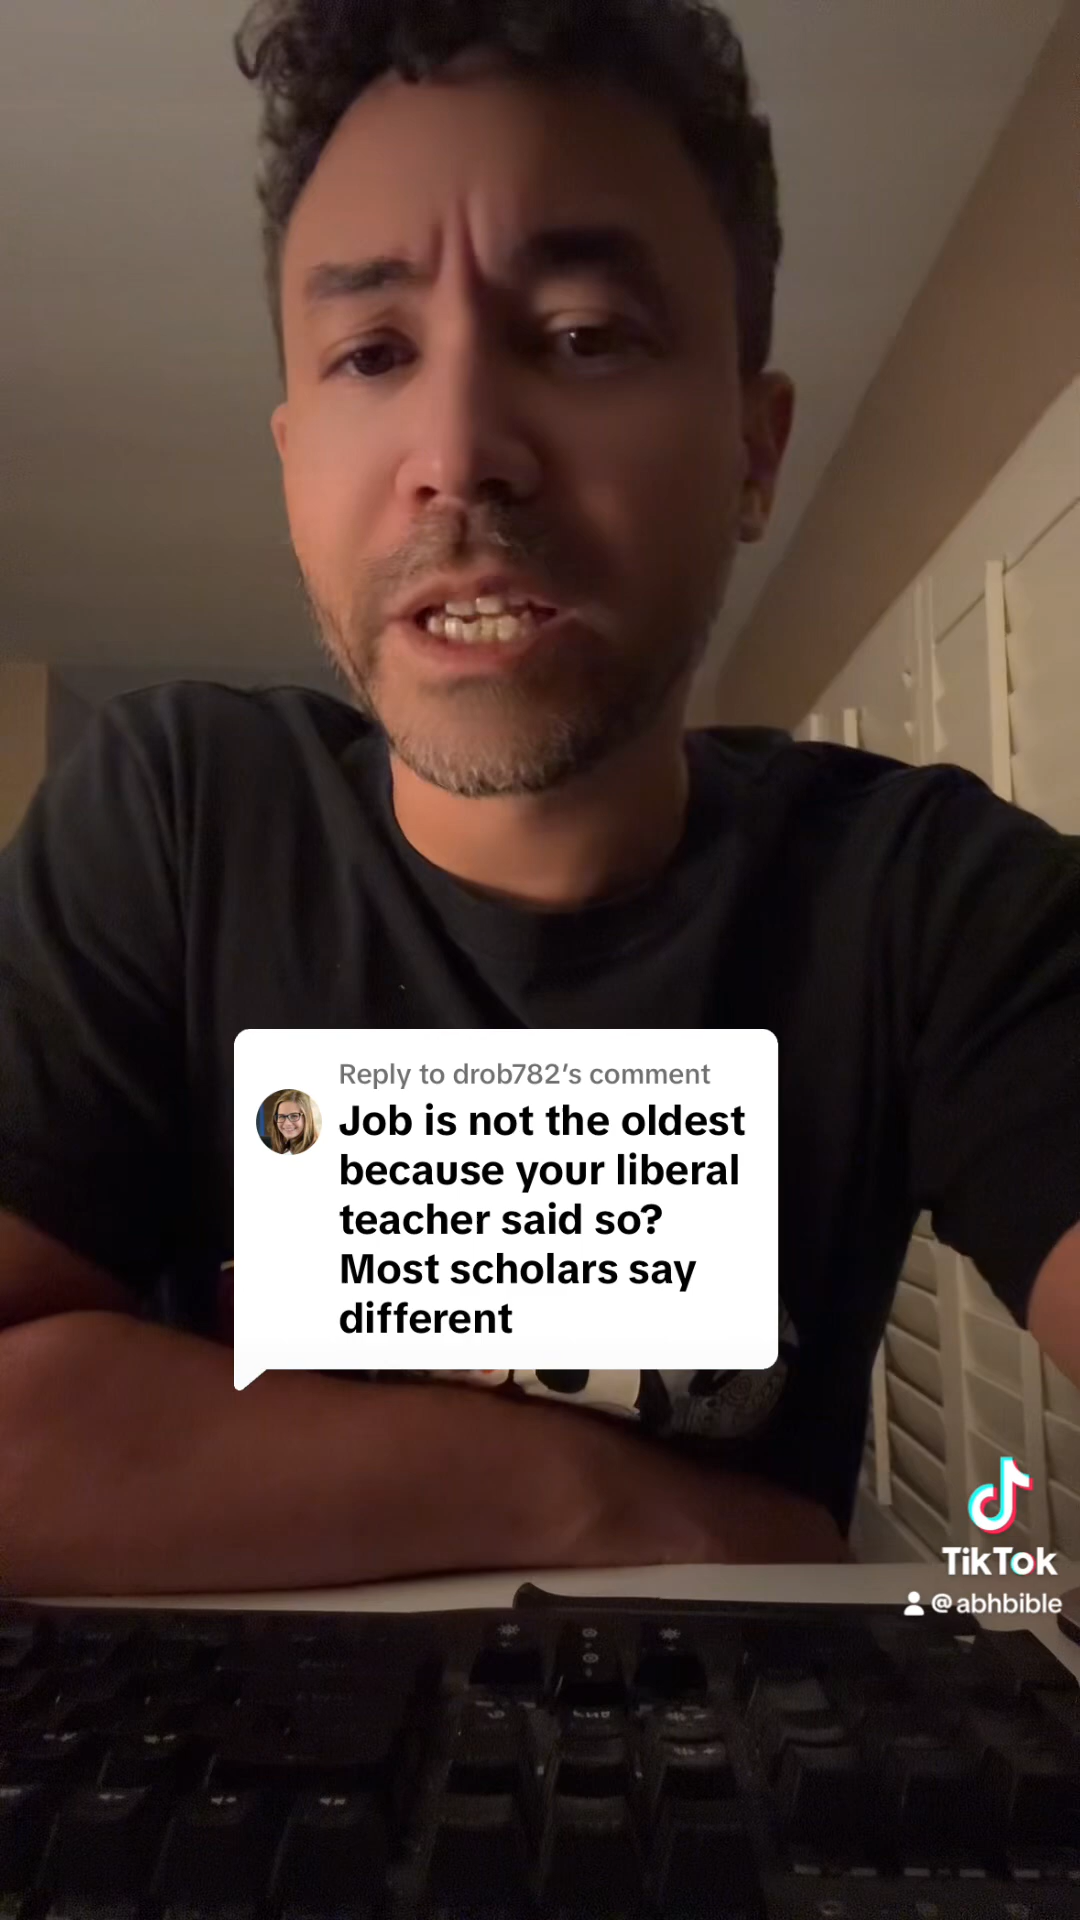 Reply to drob782's comment
Job is not the oldest
because your liberal
teacher said so?
Most scholars say
different
TikTok
@abhbible